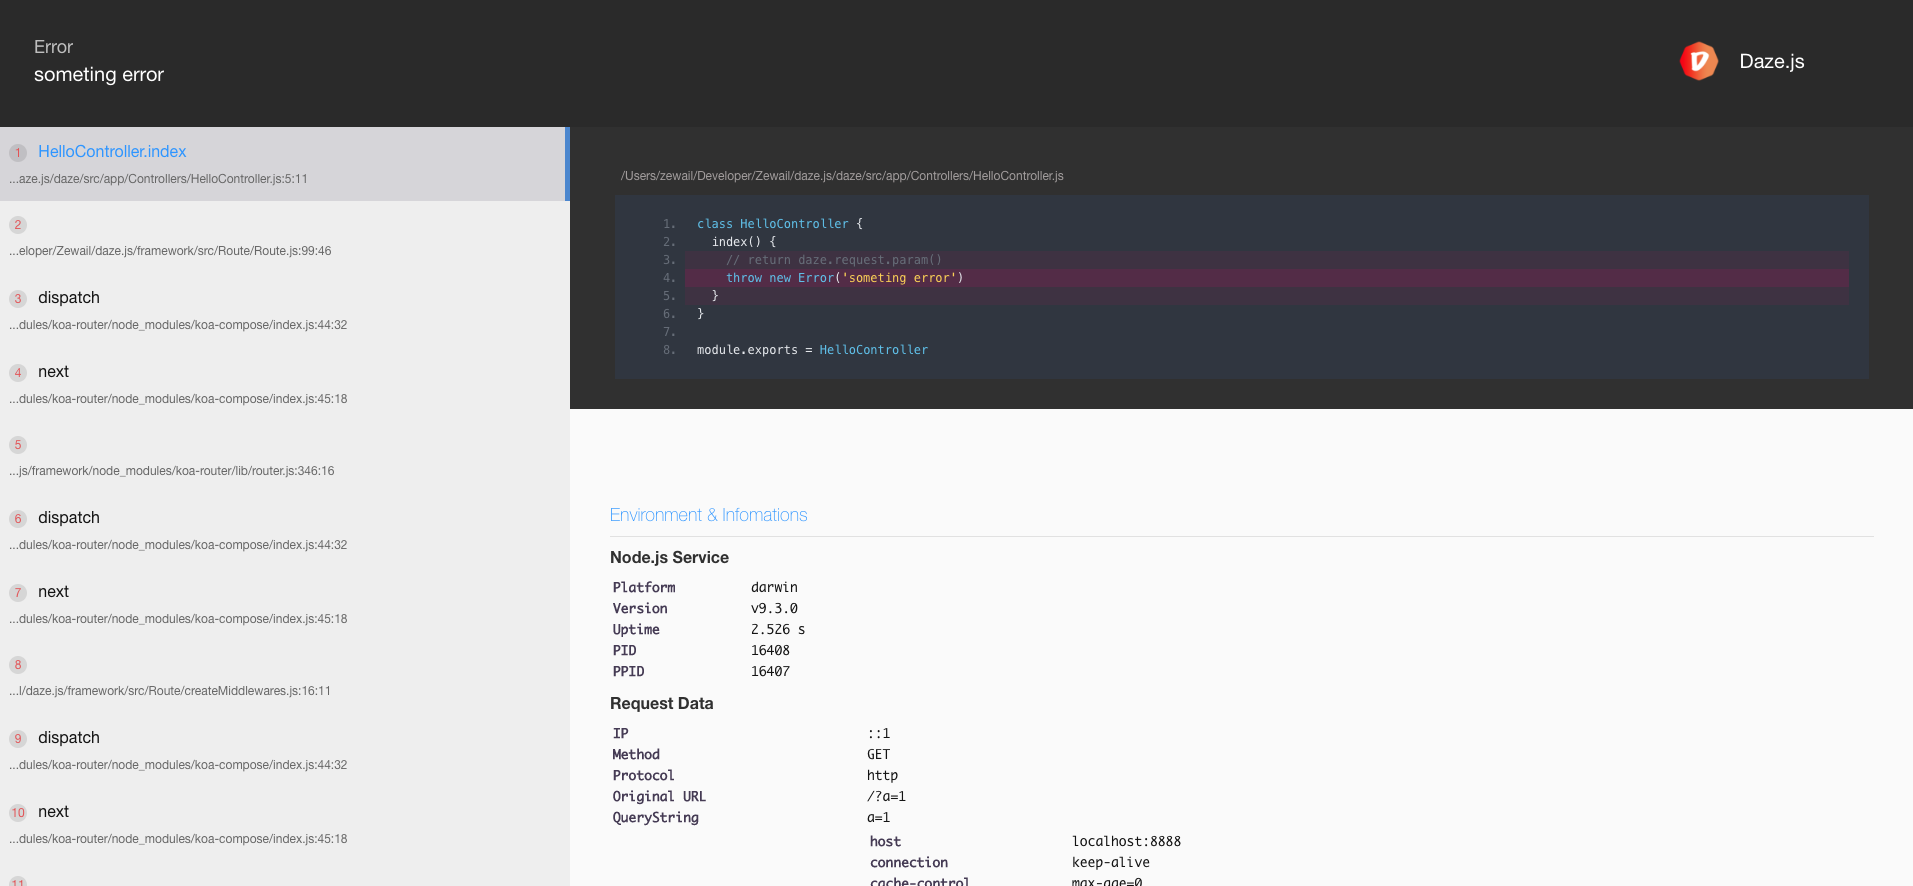 Error
someting error
Daze.js
1 HelloController.index
...aze.js/daze/src/app/Controllers/HelloController.js:5:11
2
...eloper/Zewail/daze.js/framework/src/Route/Route.js:99:46
3 dispatch
...dules/koa-router/node_modules/koa-compose/index.js:44:32
4 next
...dules/koa-router/node_modules/koa-compose/index.js:45:18
5
...js/framework/node_modules/koa-router/lib/router.js:346:16
6 dispatch
...dules/koa-router/node_modules/koa-compose/index.js:44:32
7 next
...dules/koa-router/node_modules/koa-compose/index.js:45:18
8
...l/daze.js/framework/src/Route/createMiddlewares.js:16:11
9 dispatch
...dules/koa-router/node_modules/koa-compose/index.js:44:32
10 next
...dules/koa-router/node_modules/koa-compose/index.js:45:18
11
/Users/zewail/Developer/Zewail/daze.js/daze/src/app/Controllers/HelloController.js
1. class HelloController {
2. index() {
3. // return daze.request.param()
4. throw new Error('someting error')
5. }
6. }
7.
8. module.exports = HelloController
Environment & Infomations
Node.js Service
Platform darwin
Version v9.3.0
Uptime 2.526 s
PID 16408
PPID 16407
Request Data
IP ::1
Method GET
Protocol http
Original URL /?a=1
QueryString a=1
host localhost:8888
connection keep-alive
cache-control max-age=0